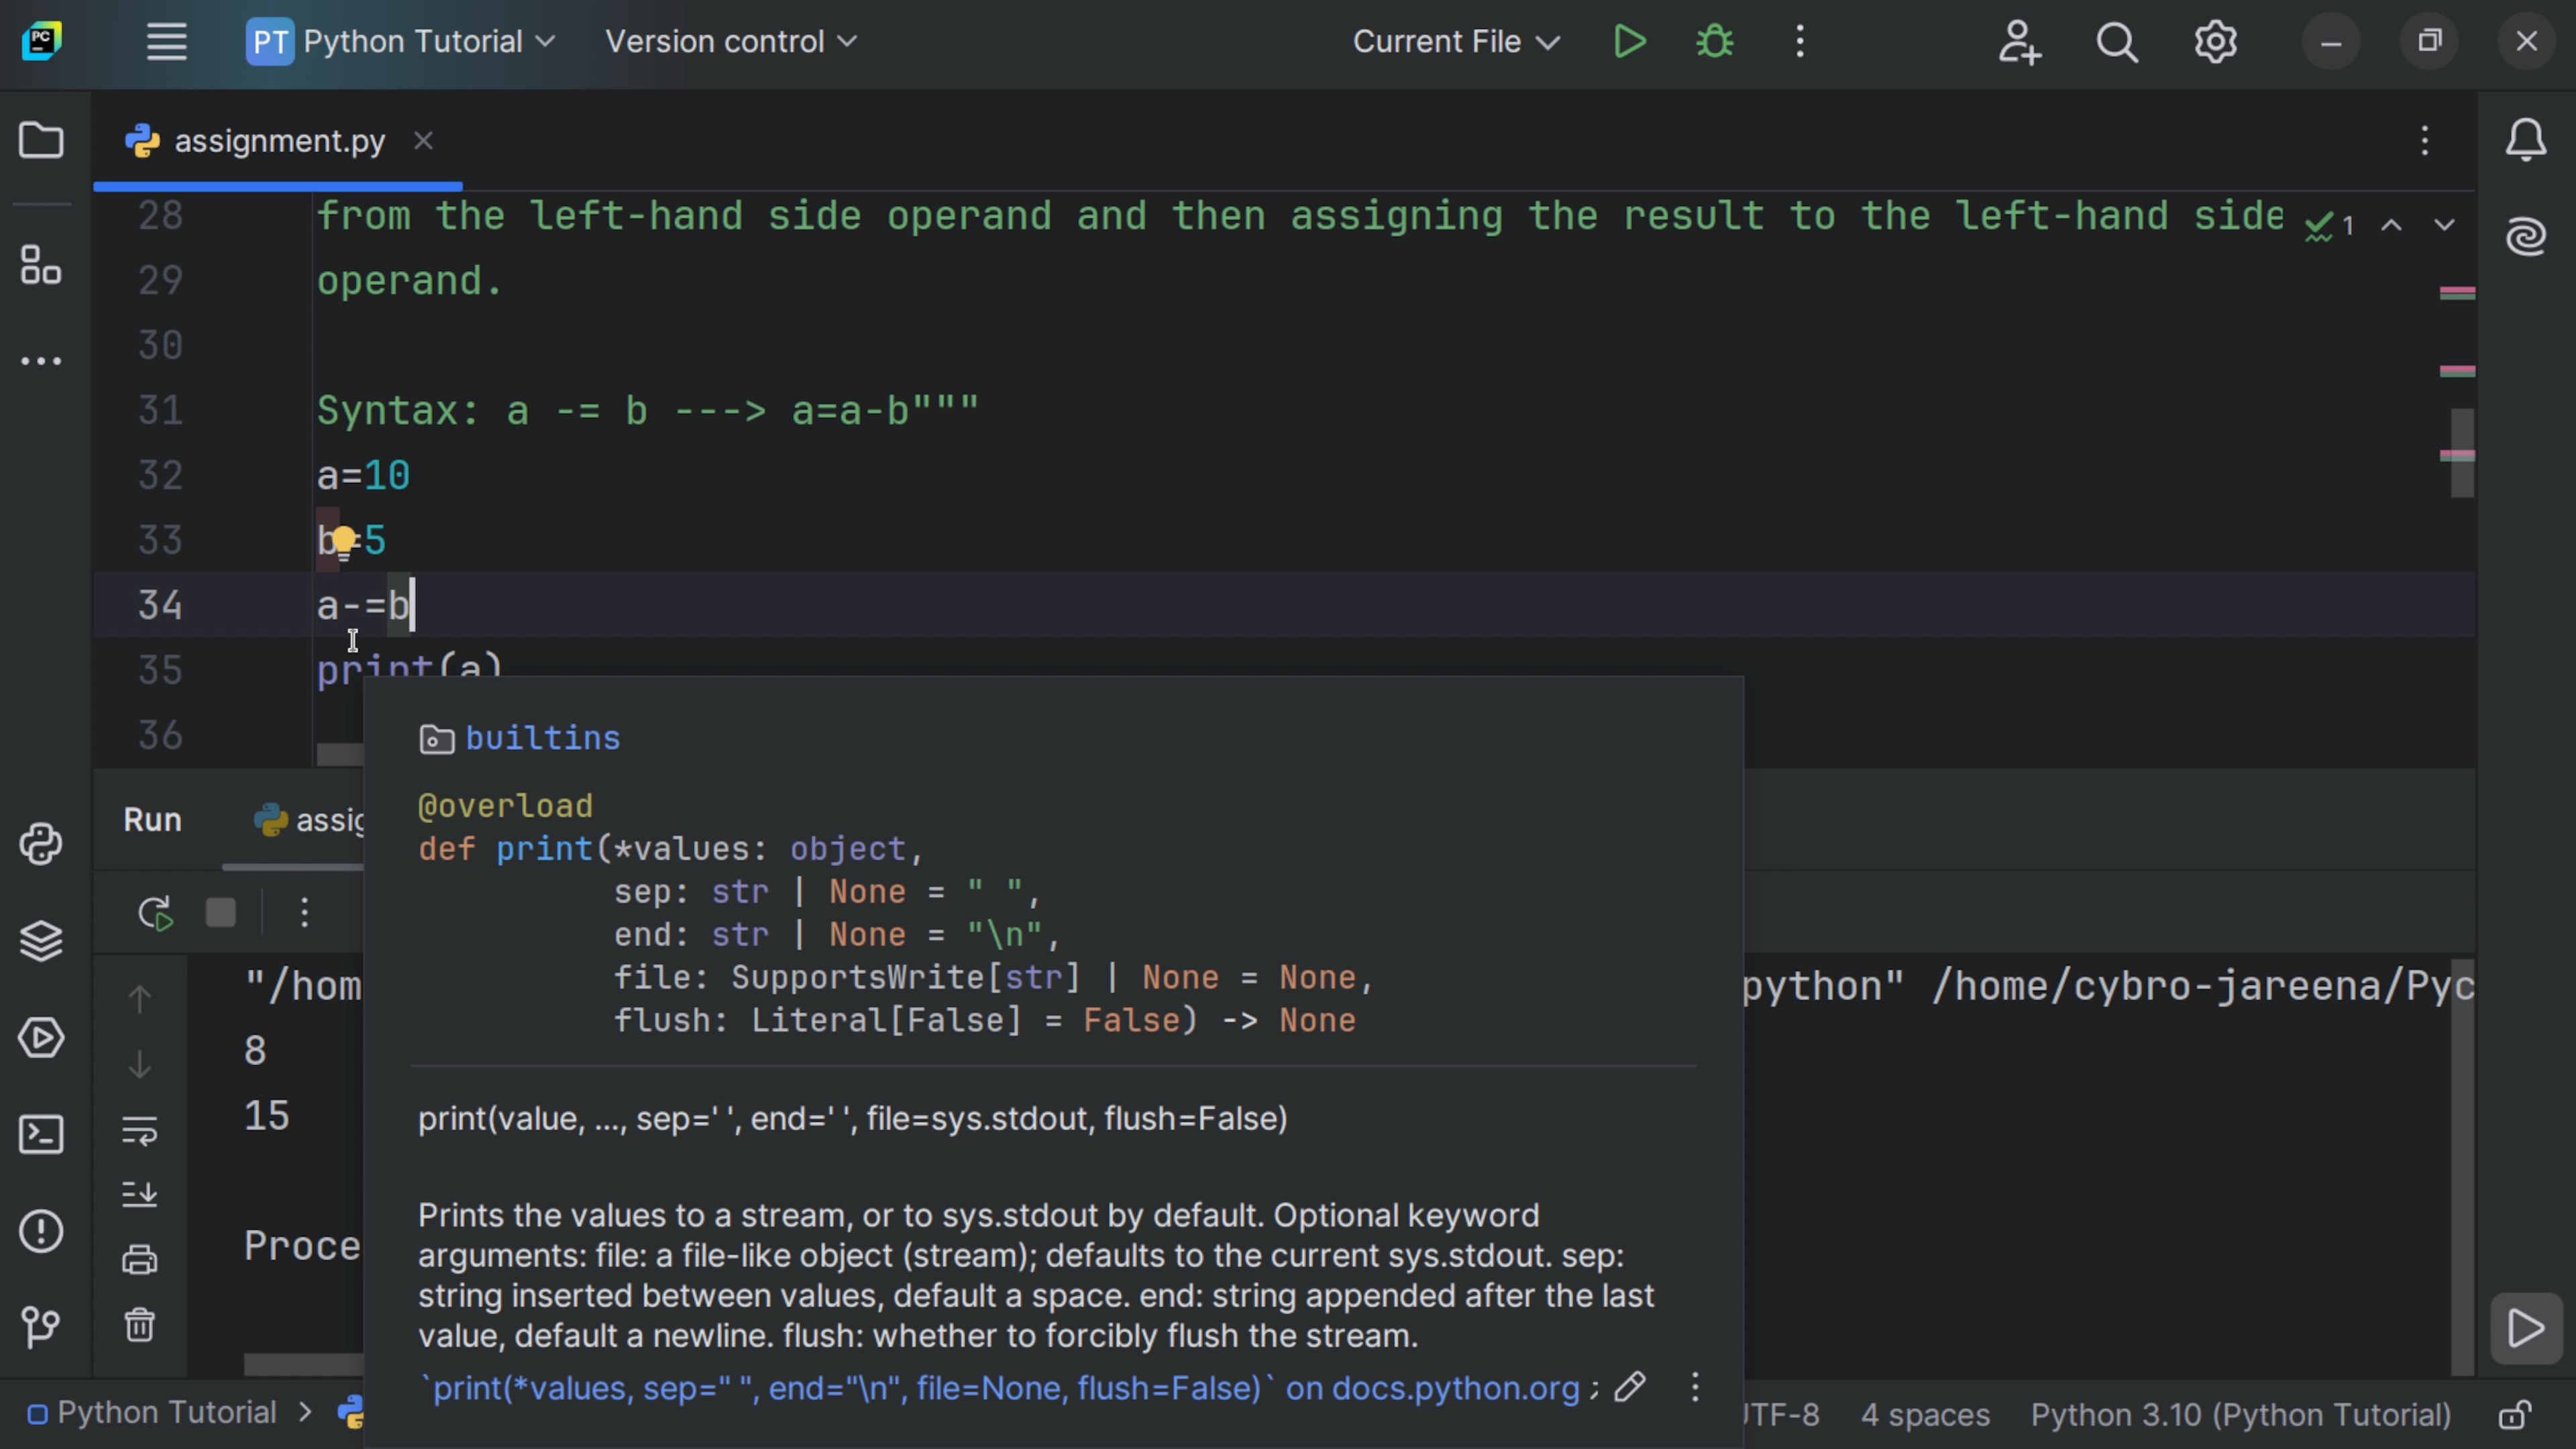 PC
PT Python Tutorial Version control Current File
assignment.py
28 from the left-hand side operand and then assigning the result to the left-hand side 1
29 operand.
30
31 Syntax: a -= b ---> a=a-b"""
32 a=10
33 b=5
34 a-=b
35 print(a)
36
builtins
@overload
def print(*values: object,
sep: str | None = " ",
end: str | None = "\n",
file: SupportsWrite[str] | None = None,
flush: Literal[False] = False) -> None
print(value, ..., sep=' ', end=' ', file=sys.stdout, flush=False)
Prints the values to a stream, or to sys.stdout by default. Optional keyword
arguments: file: a file-like object (stream); defaults to the current sys.stdout. sep:
string inserted between values, default a space. end: string appended after the last
value, default a newline. flush: whether to forcibly flush the stream.
`print(*values, sep=" ", end="\n", file=None, flush=False)` on docs.python.org
Run assig
"/hom python" /home/cybro-jareena/Pyc
8
15
Proce
Python Tutorial > UTF-8 4 spaces Python 3.10 (Python Tutorial)